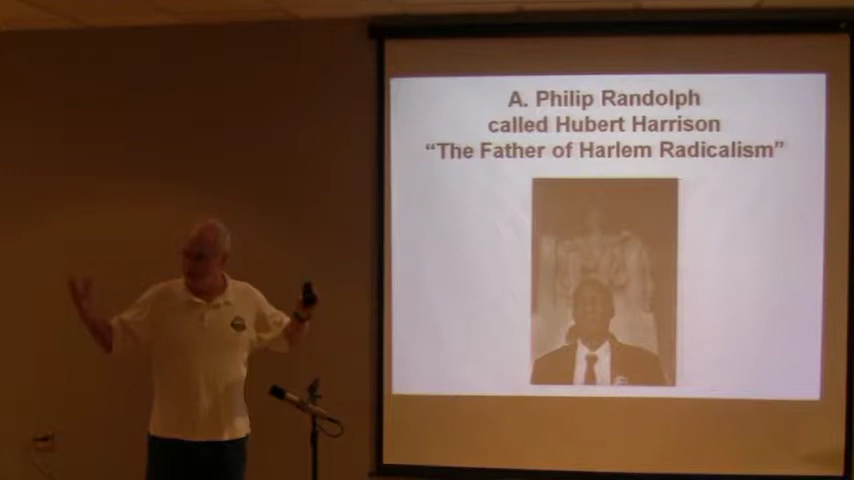 A. Philip Randolph
called Hubert Harrison
“The Father of Harlem Radicalism”